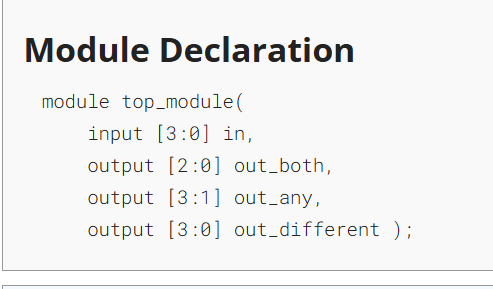 Module Declaration
module top_module(
input [3:0] in,
output [2:0] out_both,
output [3:1] out_any,
output [3:0] out_different );